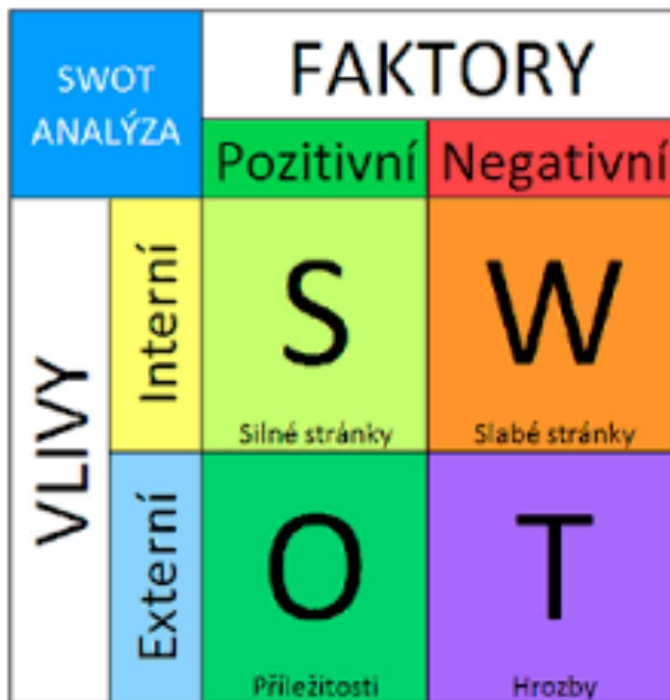 SWOT
ANALÝZA
FAKTORY
Pozitivní
Negativní
VLIVY
Interní
S
Silné stránky
W
Slabé stránky
Externí
O
Příležitosti
T
Hrozby